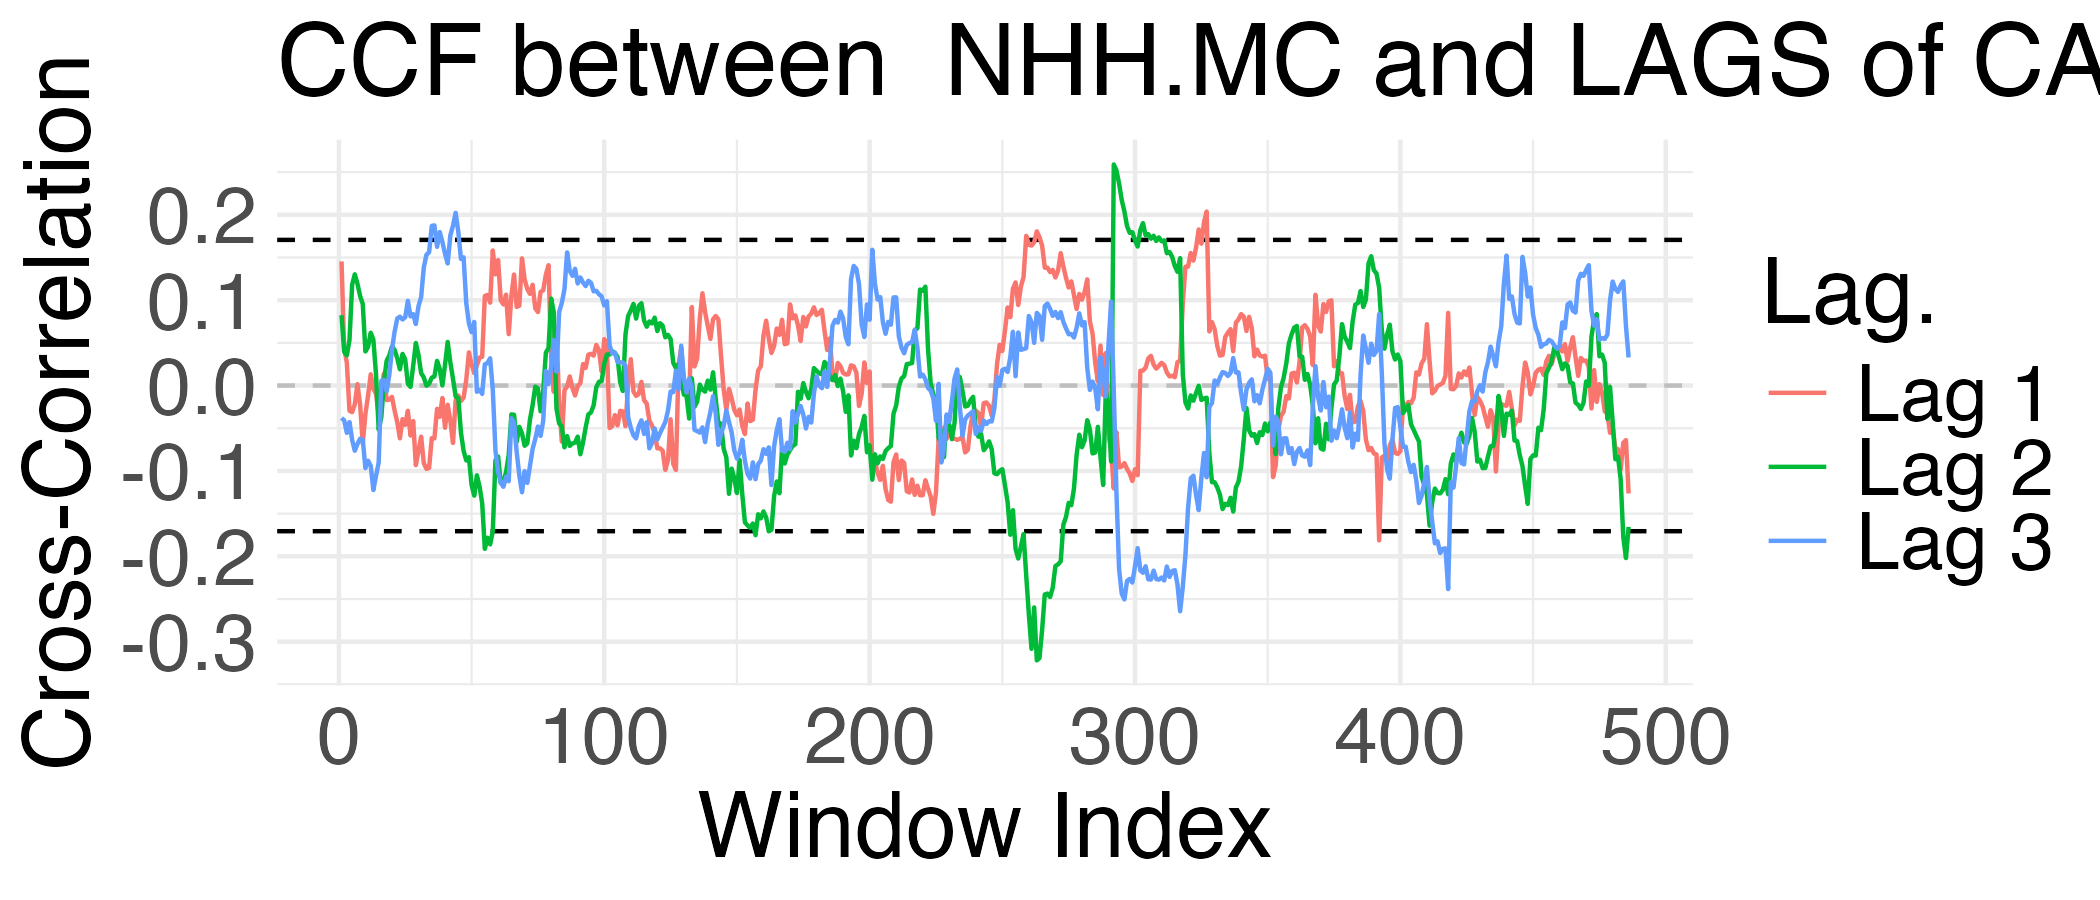 CCF between  NHH.MC and LAGS of CA
Cross-Correlation
0.2
0.1
0.0
-0.1
-0.2
-0.3
0 100 200 300 400 500
Window Index
Lag.
Lag 1
Lag 2
Lag 3